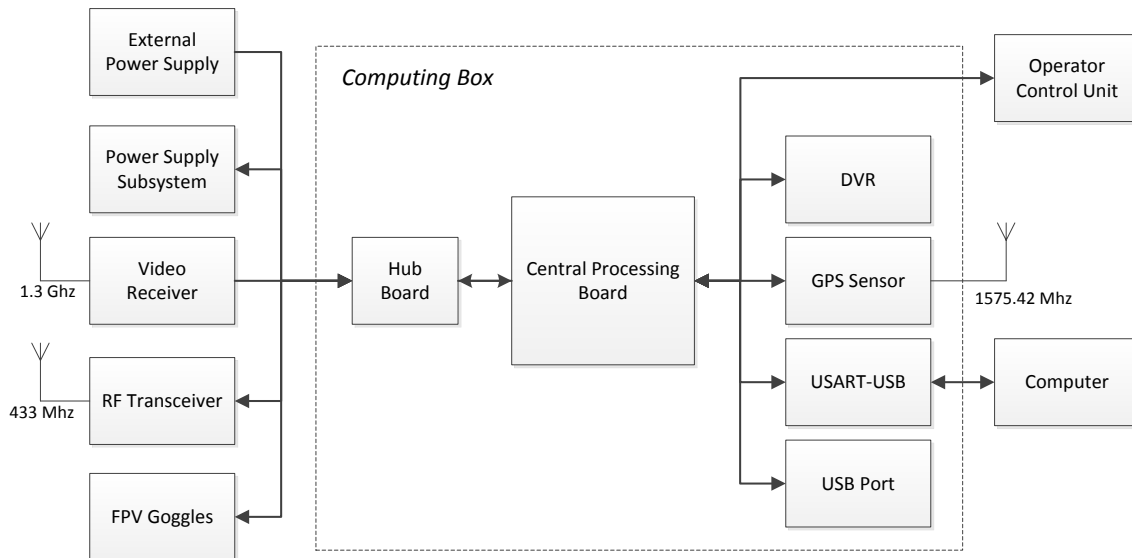 External
Power Supply
Computing Box
Operator
Control Unit
Power Supply
Subsystem
DVR
Video
Receiver
1.3 Ghz
Hub
Board
Central Processing
Board
GPS Sensor
1575.42 Mhz
RF Transceiver
433 Mhz
USART-USB
Computer
USB Port
FPV Goggles